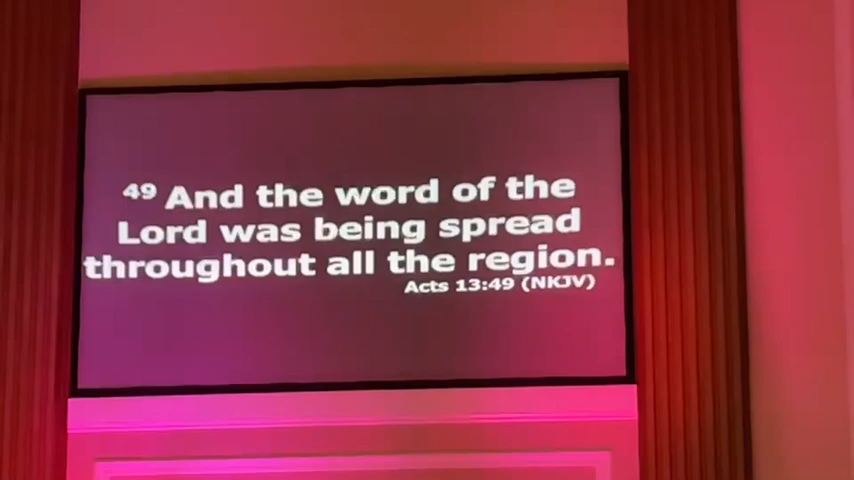 49 And the word of the
Lord was being spread
throughout all the region.
Acts 13:49 (NKJV)